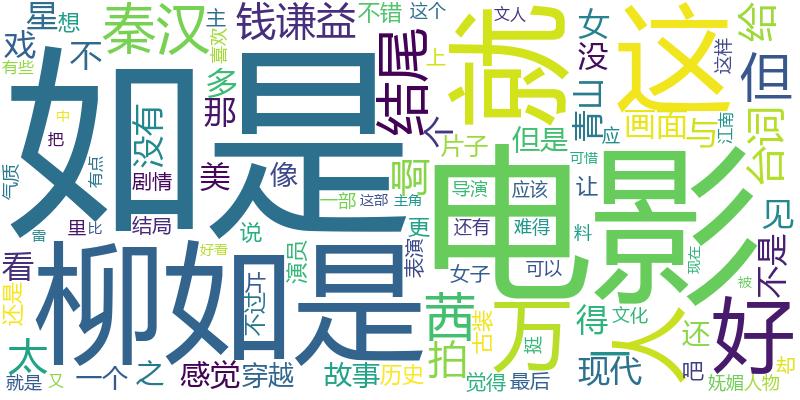 星 想 秦汉 主 钱谦益 不错 这个 文人 女 这 给
戏 不 多 喜欢 结尾 上 就 没 这样 但
有些 如是 那 个 青山 画面 与 台词
中 把 没有 美 像 啊 片子 但是 应 江南
气质 有点 剧情 一部 这部 主角 电影 可惜 让 见
雷 里 比 结局 说 更 导演 还有 应该 难得 料 现在 不是
看 柳如是 好看 演员 表演 女子 可以 被
还是 不过 片 茜 古装 万 得 文化 人 还 好
太 一个 之 感觉 穿越 故事 历史 拍 觉得 挺 最后 现代 吧 却
就是 又 妩媚 人物